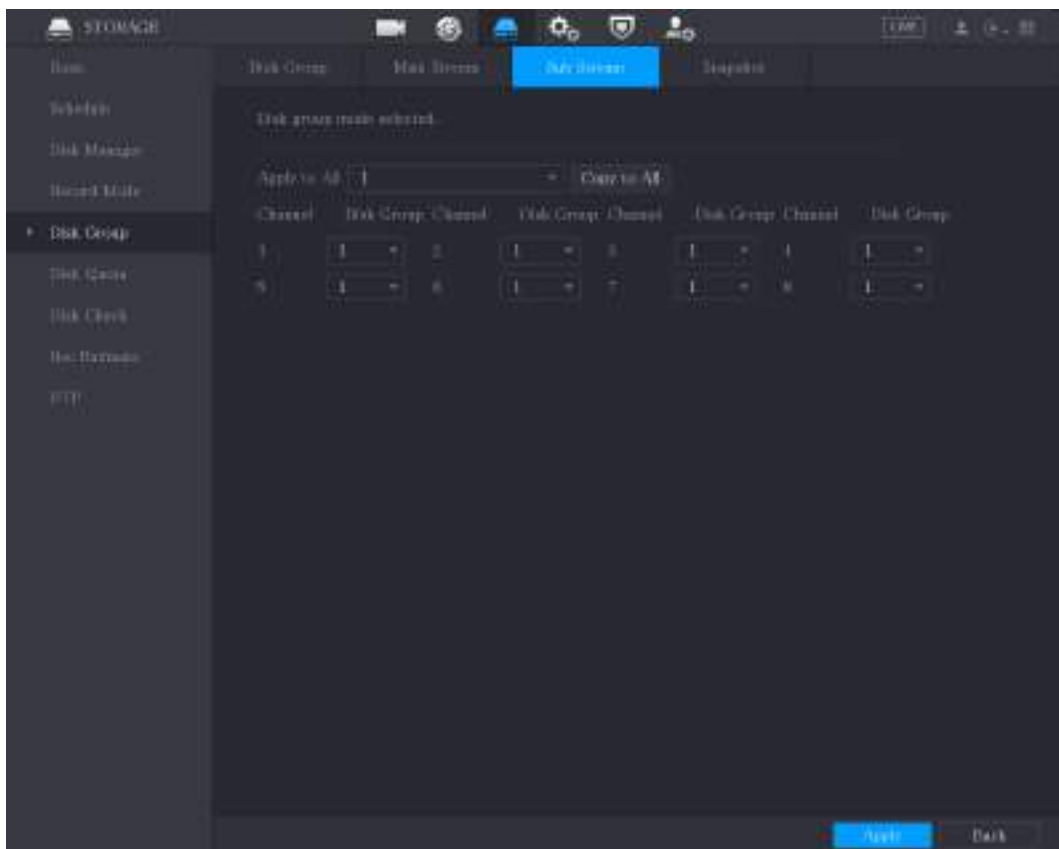 STORAGE
LIVE
Basic
Schedule
Disk Manager
Record Mode
Disk Group
Disk Quota
Disk Check
Rec Estimate
FTP
Disk Group Main Stream Sub Stream Snapshot
Disk group mode selected.
Apply to All 1 Copy to All
Channel Disk Group Channel Disk Group Channel Disk Group Channel Disk Group
1 1 2 1 3 1 4 1
5 1 6 1 7 1 8 1
Apply Back